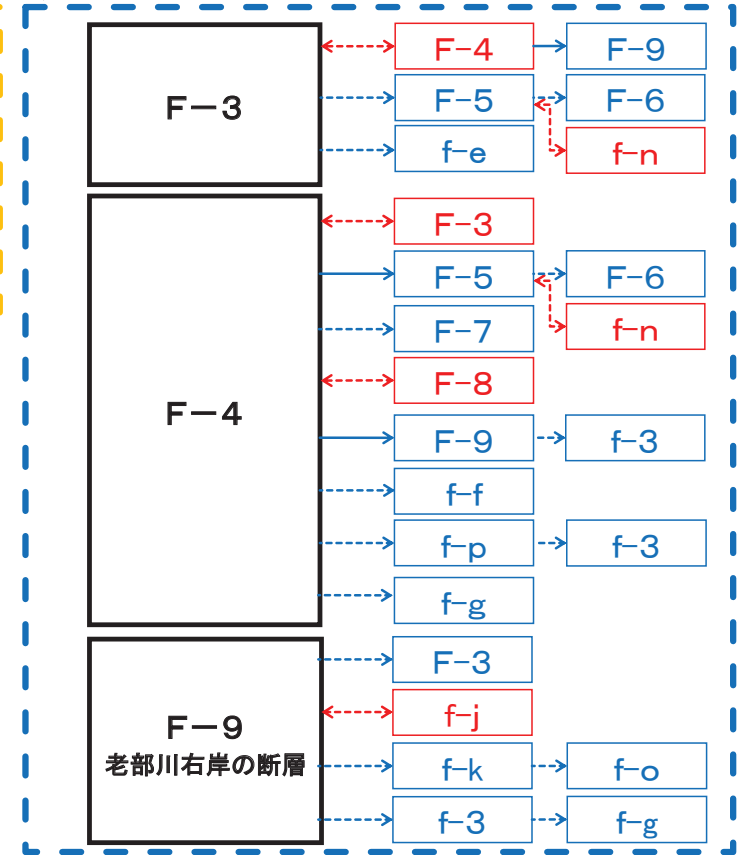 F－3
F-4
F-9
F-5
F-6
f-n
f-e
F－4
F-3
F-5
F-6
f-n
F-7
F-8
F-9
f-3
f-f
f-p
f-3
f-g
F－9
老部川右岸の断層
F-3
f-j
f-k
f-o
f-3
f-g